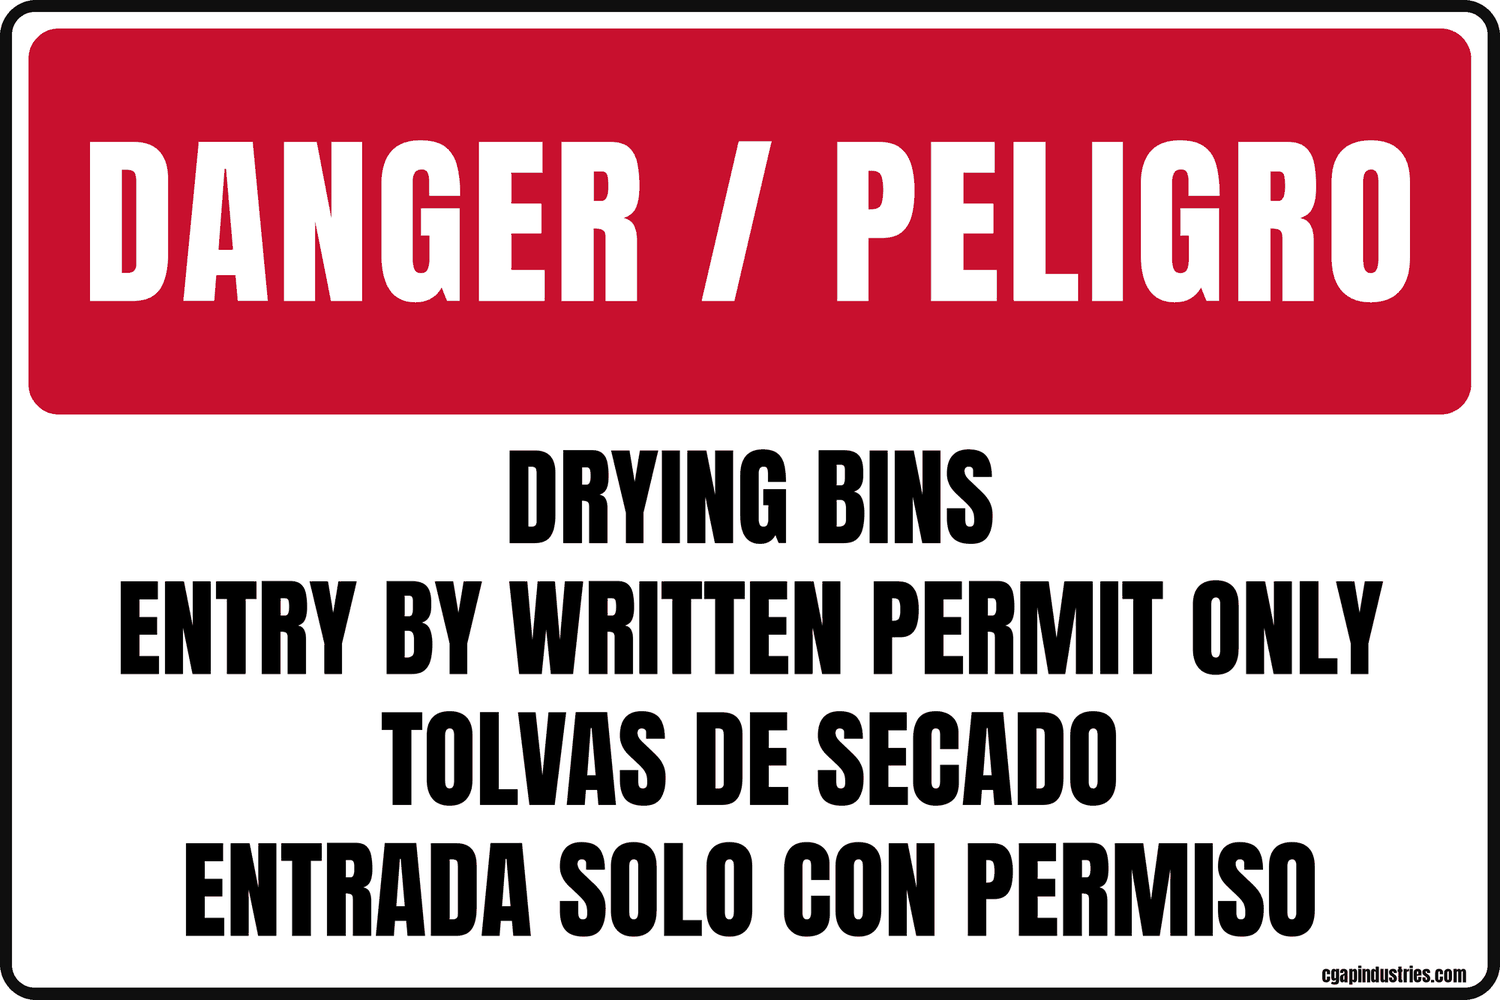 DANGER / PELIGRO
DRYING BINS
ENTRY BY WRITTEN PERMIT ONLY
TOLVAS DE SECADO
ENTRADA SOLO CON PERMISO
cgapindustries.com